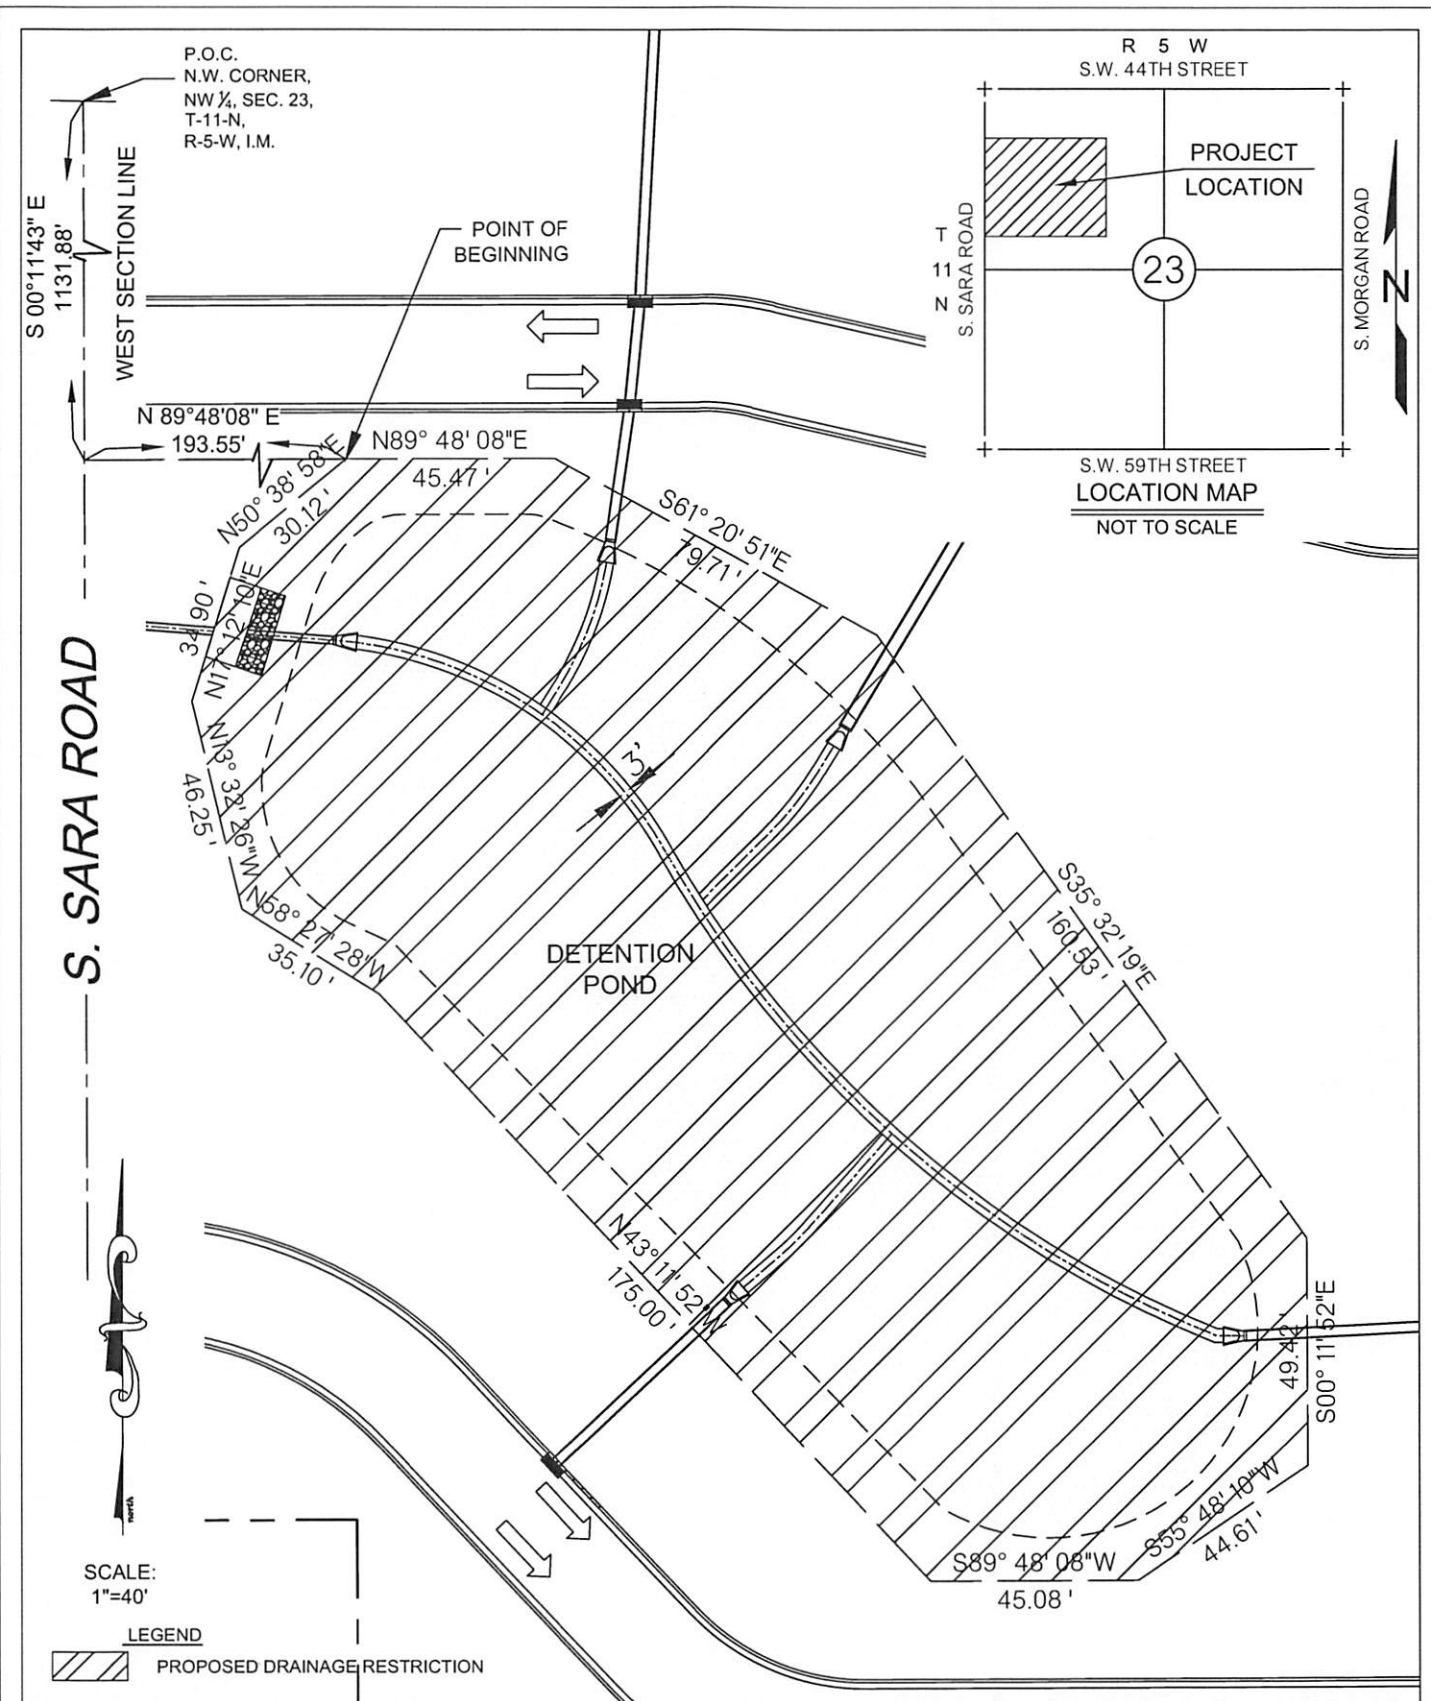 P.O.C.
N.W. CORNER,
NW ¼, SEC. 23,
T-11-N,
R-5-W, I.M.
S 00°11'43" E
1131.88'
WEST SECTION LINE
POINT OF
BEGINNING
R 5 W
S.W. 44TH STREET
PROJECT
LOCATION
T
11
N
S. SARA ROAD
23
S. MORGAN ROAD
N
S.W. 59TH STREET
LOCATION MAP
NOT TO SCALE
N 89°48'08" E
193.55'
N89° 48' 08"E
45.47'
N50° 38' 58"E
30.12'
S61° 20' 51"E
79.71'
34.90'
N17° 12' 10"E
S. SARA ROAD
N13° 32' 26"W
46.25'
3'
N58° 27' 28"W
35.10'
DETENTION
POND
S35° 32' 19"E
160.53'
N43° 11' 52"W
175.00'
49.42'
S00° 11' 52"E
S55° 48' 10"W
44.61'
S89° 48' 08"W
45.08'
north
SCALE:
1"=40'
LEGEND
PROPOSED DRAINAGE RESTRICTION